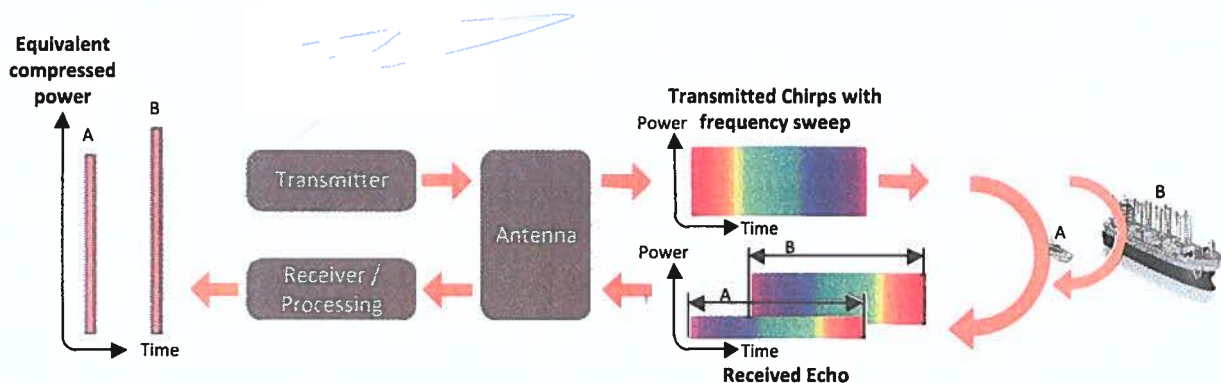 Equivalent
compressed
power
A
B
Time
Transmitter
Receiver /
Processing
Antenna
Transmitted Chirps with
frequency sweep
Power
Time
Power
B
A
Time
Received Echo
A
B